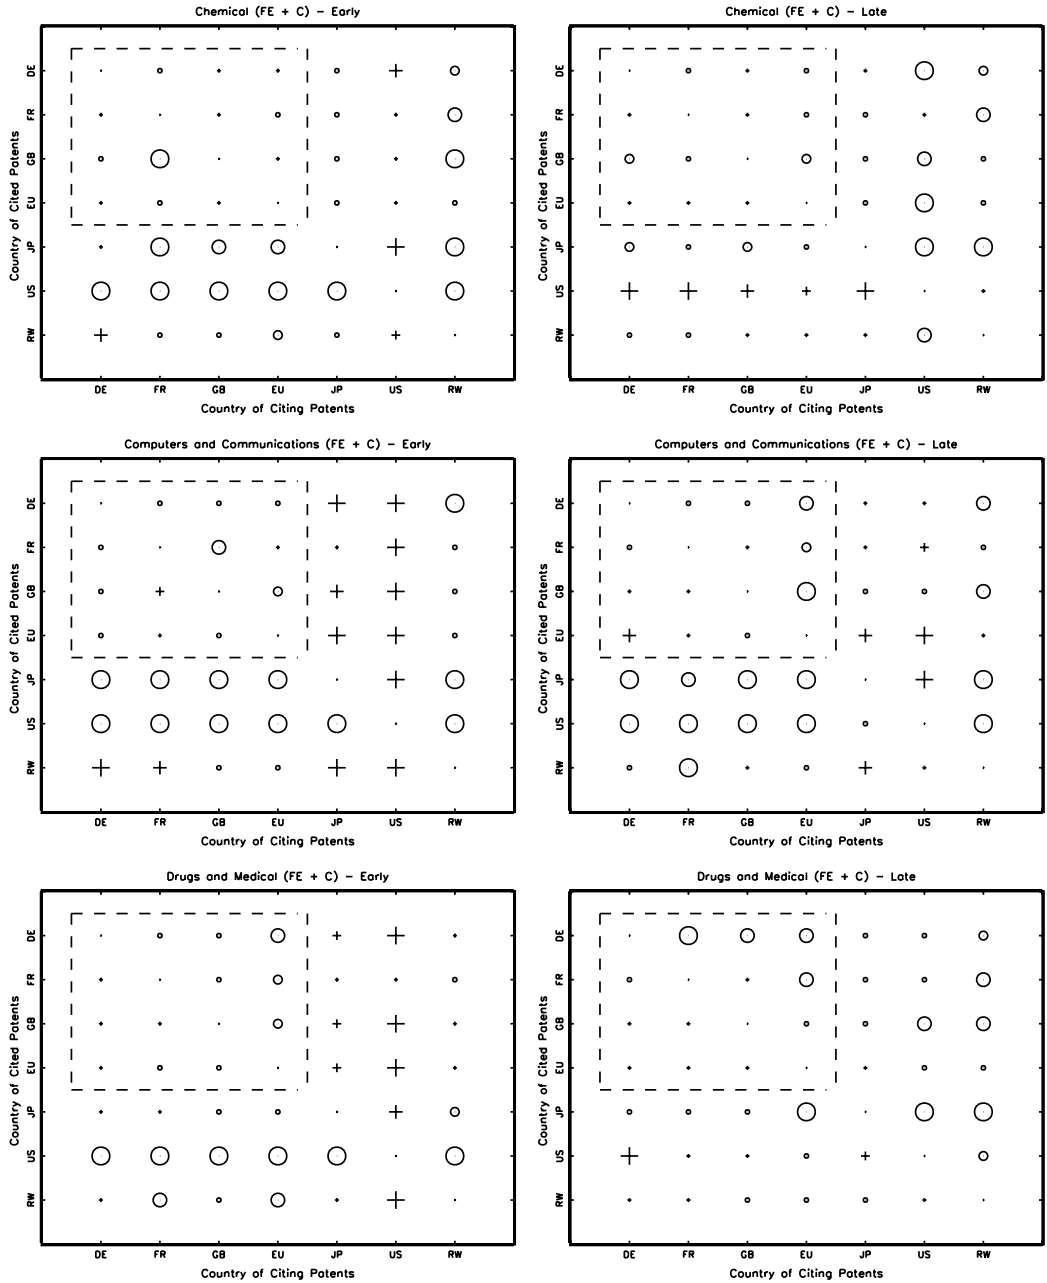 Chemical (FE + C) – Early
Country of Cited Patents
DE
FR
GB
EU
JP
US
RW
DE FR GB EU JP US RW
Country of Citing Patents
Chemical (FE + C) – Late
Country of Cited Patents
DE
FR
GB
EU
JP
US
RW
DE FR GB EU JP US RW
Country of Citing Patents
Computers and Communications (FE + C) – Early
Country of Cited Patents
DE
FR
GB
EU
JP
US
RW
DE FR GB EU JP US RW
Country of Citing Patents
Computers and Communications (FE + C) – Late
Country of Cited Patents
DE
FR
GB
EU
JP
US
RW
DE FR GB EU JP US RW
Country of Citing Patents
Drugs and Medical (FE + C) – Early
Country of Cited Patents
DE
FR
GB
EU
JP
US
RW
DE FR GB EU JP US RW
Country of Citing Patents
Drugs and Medical (FE + C) – Late
Country of Cited Patents
DE
FR
GB
EU
JP
US
RW
DE FR GB EU JP US RW
Country of Citing Patents